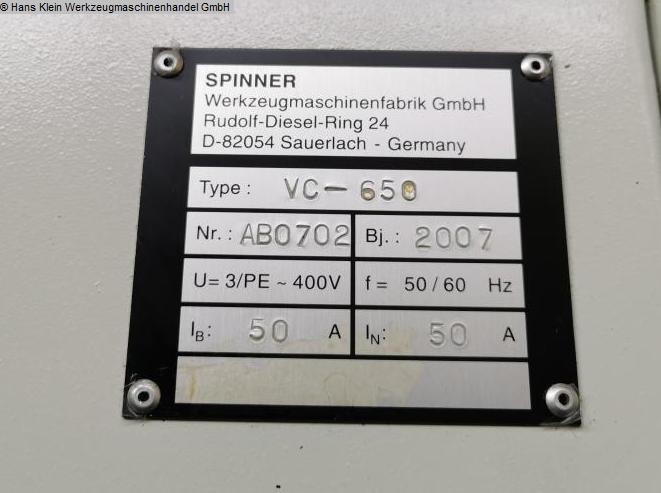 © Hans Klein Werkzeugmaschinenhandel GmbH
SPINNER
Werkzeugmaschinenfabrik GmbH
Rudolf-Diesel-Ring 24
D-82054 Sauerlach - Germany
Type : VC-650
Nr. : AB0702 Bj. : 2007
U= 3/PE ~ 400V f = 50 / 60 Hz
IB: 50 A IN: 50 A